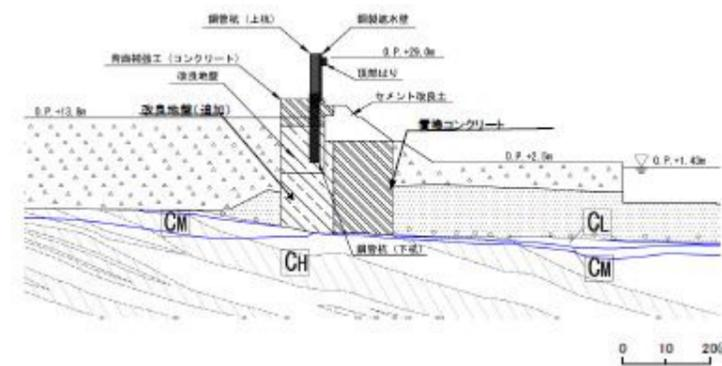 鋼管杭（上杭） 鋼製遮水壁
O.P.+29.0m
背面補強工（コンクリート） 頂部はり
改良地盤 セメント改良土
O.P.+13.8m 改良地盤(追加) 置換コンクリート
O.P.+2.5m O.P.+1.43m
CM CL
鋼管杭（下杭）
CH CM
0 10 20